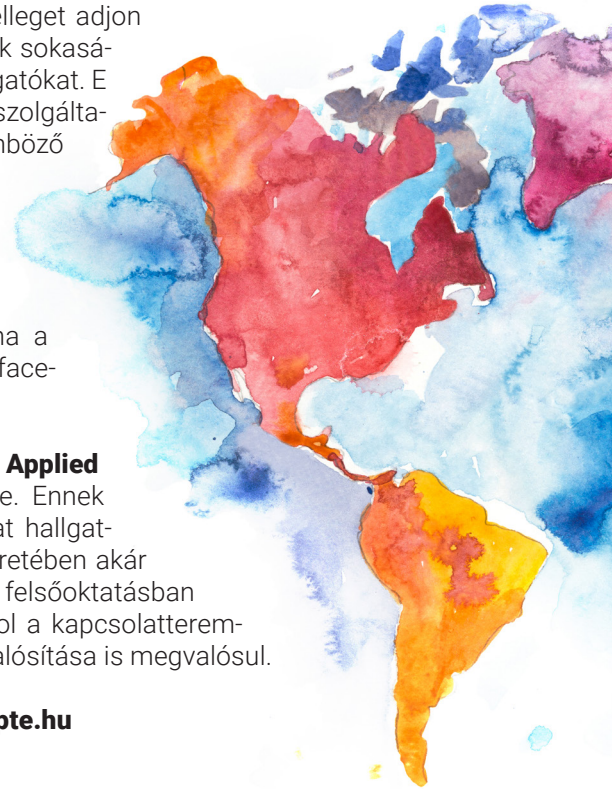 elleget adjon
k sokasá-
gatókat. E
szolgálta-
nböző
na a
face-
Applied
e. Ennek
at hallgat-
retében akár
felsőoktatásban
ol a kapcsolatterem-
alósítása is megvalósul.
pte.hu